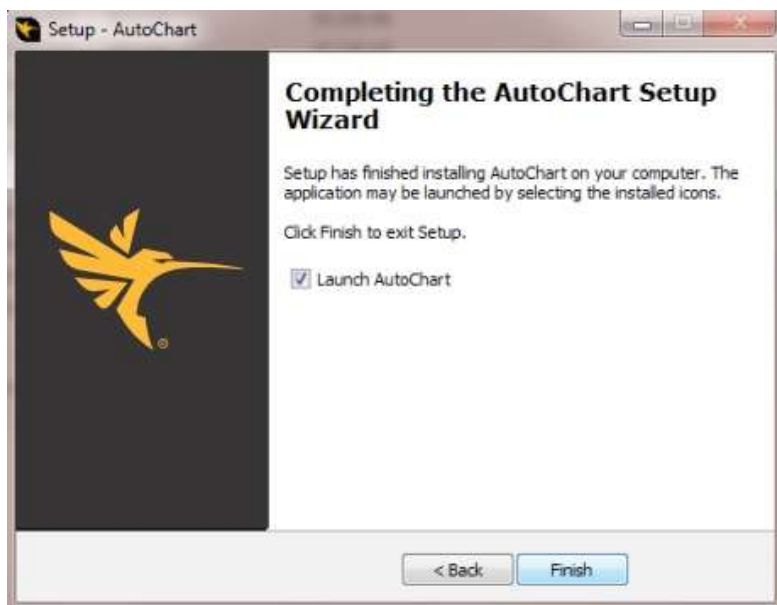 Setup - AutoChart
Completing the AutoChart Setup
Wizard
Setup has finished installing AutoChart on your computer. The
application may be launched by selecting the installed icons.
Click Finish to exit Setup.
Launch AutoChart
®
< Back
Finish